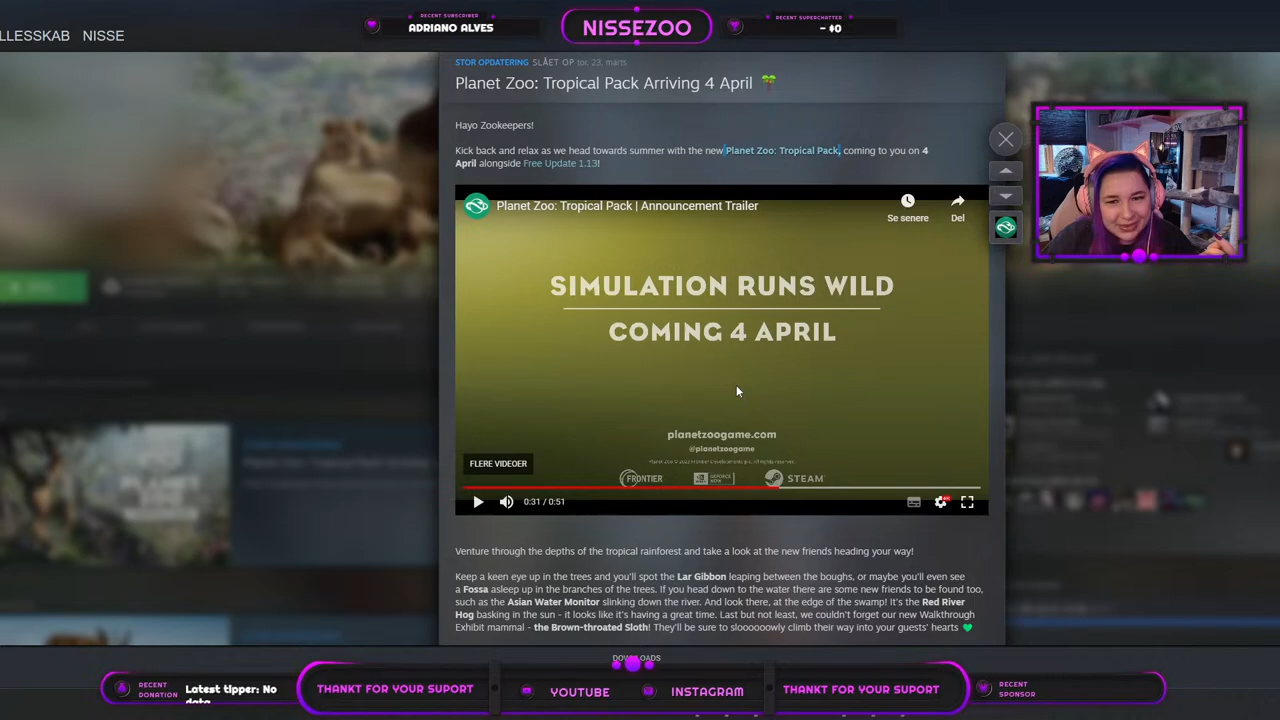 RECENT SUBSCRIBER
ADRIANO ALVES
NISSEZOO
RECENT SUPERCHATTER
- $0
LLESSKAB NISSE
STOR OPDATERING SLÅET OP tor. 23. marts
Planet Zoo: Tropical Pack Arriving 4 April
Hayo Zookeepers!
Kick back and relax as we head towards summer with the new Planet Zoo: Tropical Pack, coming to you on 4
April alongside Free Update 1.13!
Planet Zoo: Tropical Pack | Announcement Trailer
Se senere
Del
SIMULATION RUNS WILD
COMING 4 APRIL
planetzoogame.com
@planetzoogame
FLERE VIDEOER
FRONTIER
GEFORCE NOW
STEAM
0:31 / 0:51
Venture through the depths of the tropical rainforest and take a look at the new friends heading your way!
Keep a keen eye up in the trees and you'll spot the Lar Gibbon leaping between the boughs, or maybe you'll even see
a Fossa asleep up in the branches of the trees. If you head down to the water there are some new friends to be found too,
such as the Asian Water Monitor slinking down the river. And look there, at the edge of the swamp! It's the Red River
Hog basking in the sun - it looks like it's having a great time. Last but not least, we couldn't forget our new Walkthrough
Exhibit mammal - the Brown-throated Sloth! They'll be sure to slooooowly climb their way into your guests' hearts
RECENT
DONATION
Latest tipper: No
data
THANKT FOR YOUR SUPORT
YOUTUBE
INSTAGRAM
THANKT FOR YOUR SUPORT
RECENT
SPONSOR